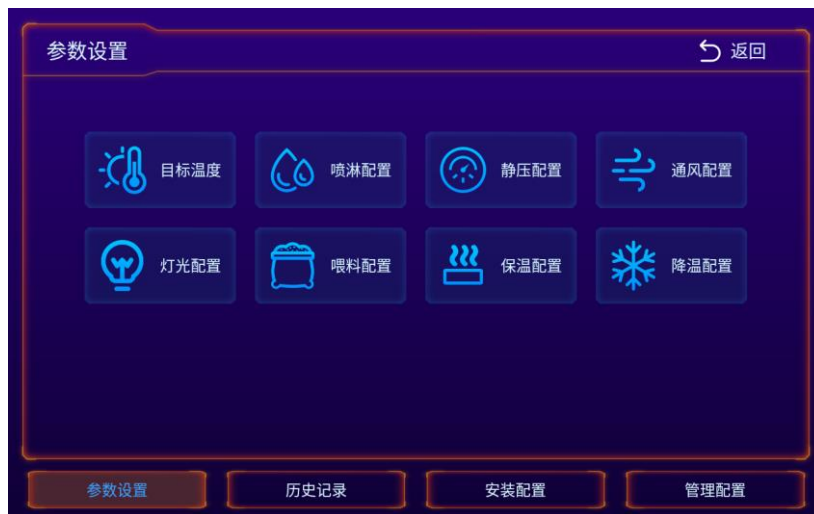 参数设置
返回
目标温度
喷淋配置
静压配置
通风配置
灯光配置
喂料配置
保温配置
降温配置
参数设置
历史记录
安装配置
管理配置